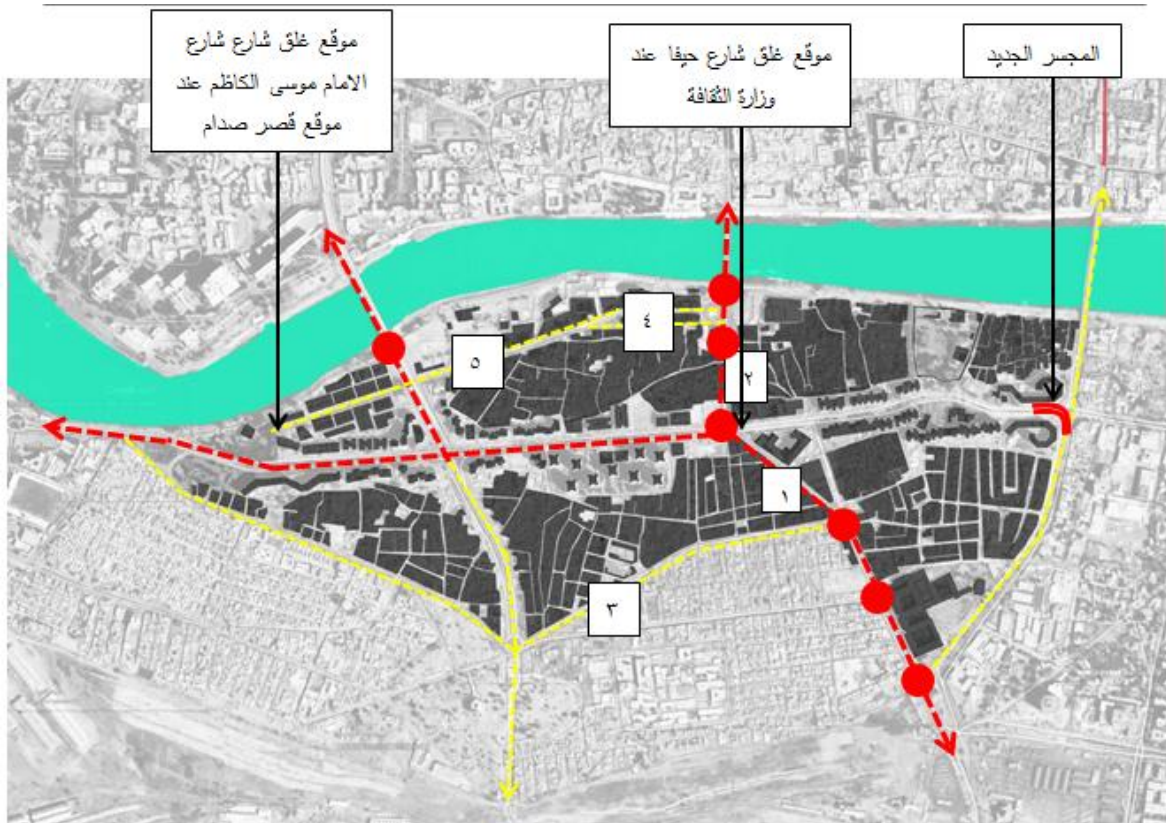 المجسر الجديد
موقع غلق شارع حيفا عند
وزارة الثقافة
موقع غلق شارع شارع
الامام موسى الكاظم عند
موقع قصر صدام
٤
٥
٢
١
٣